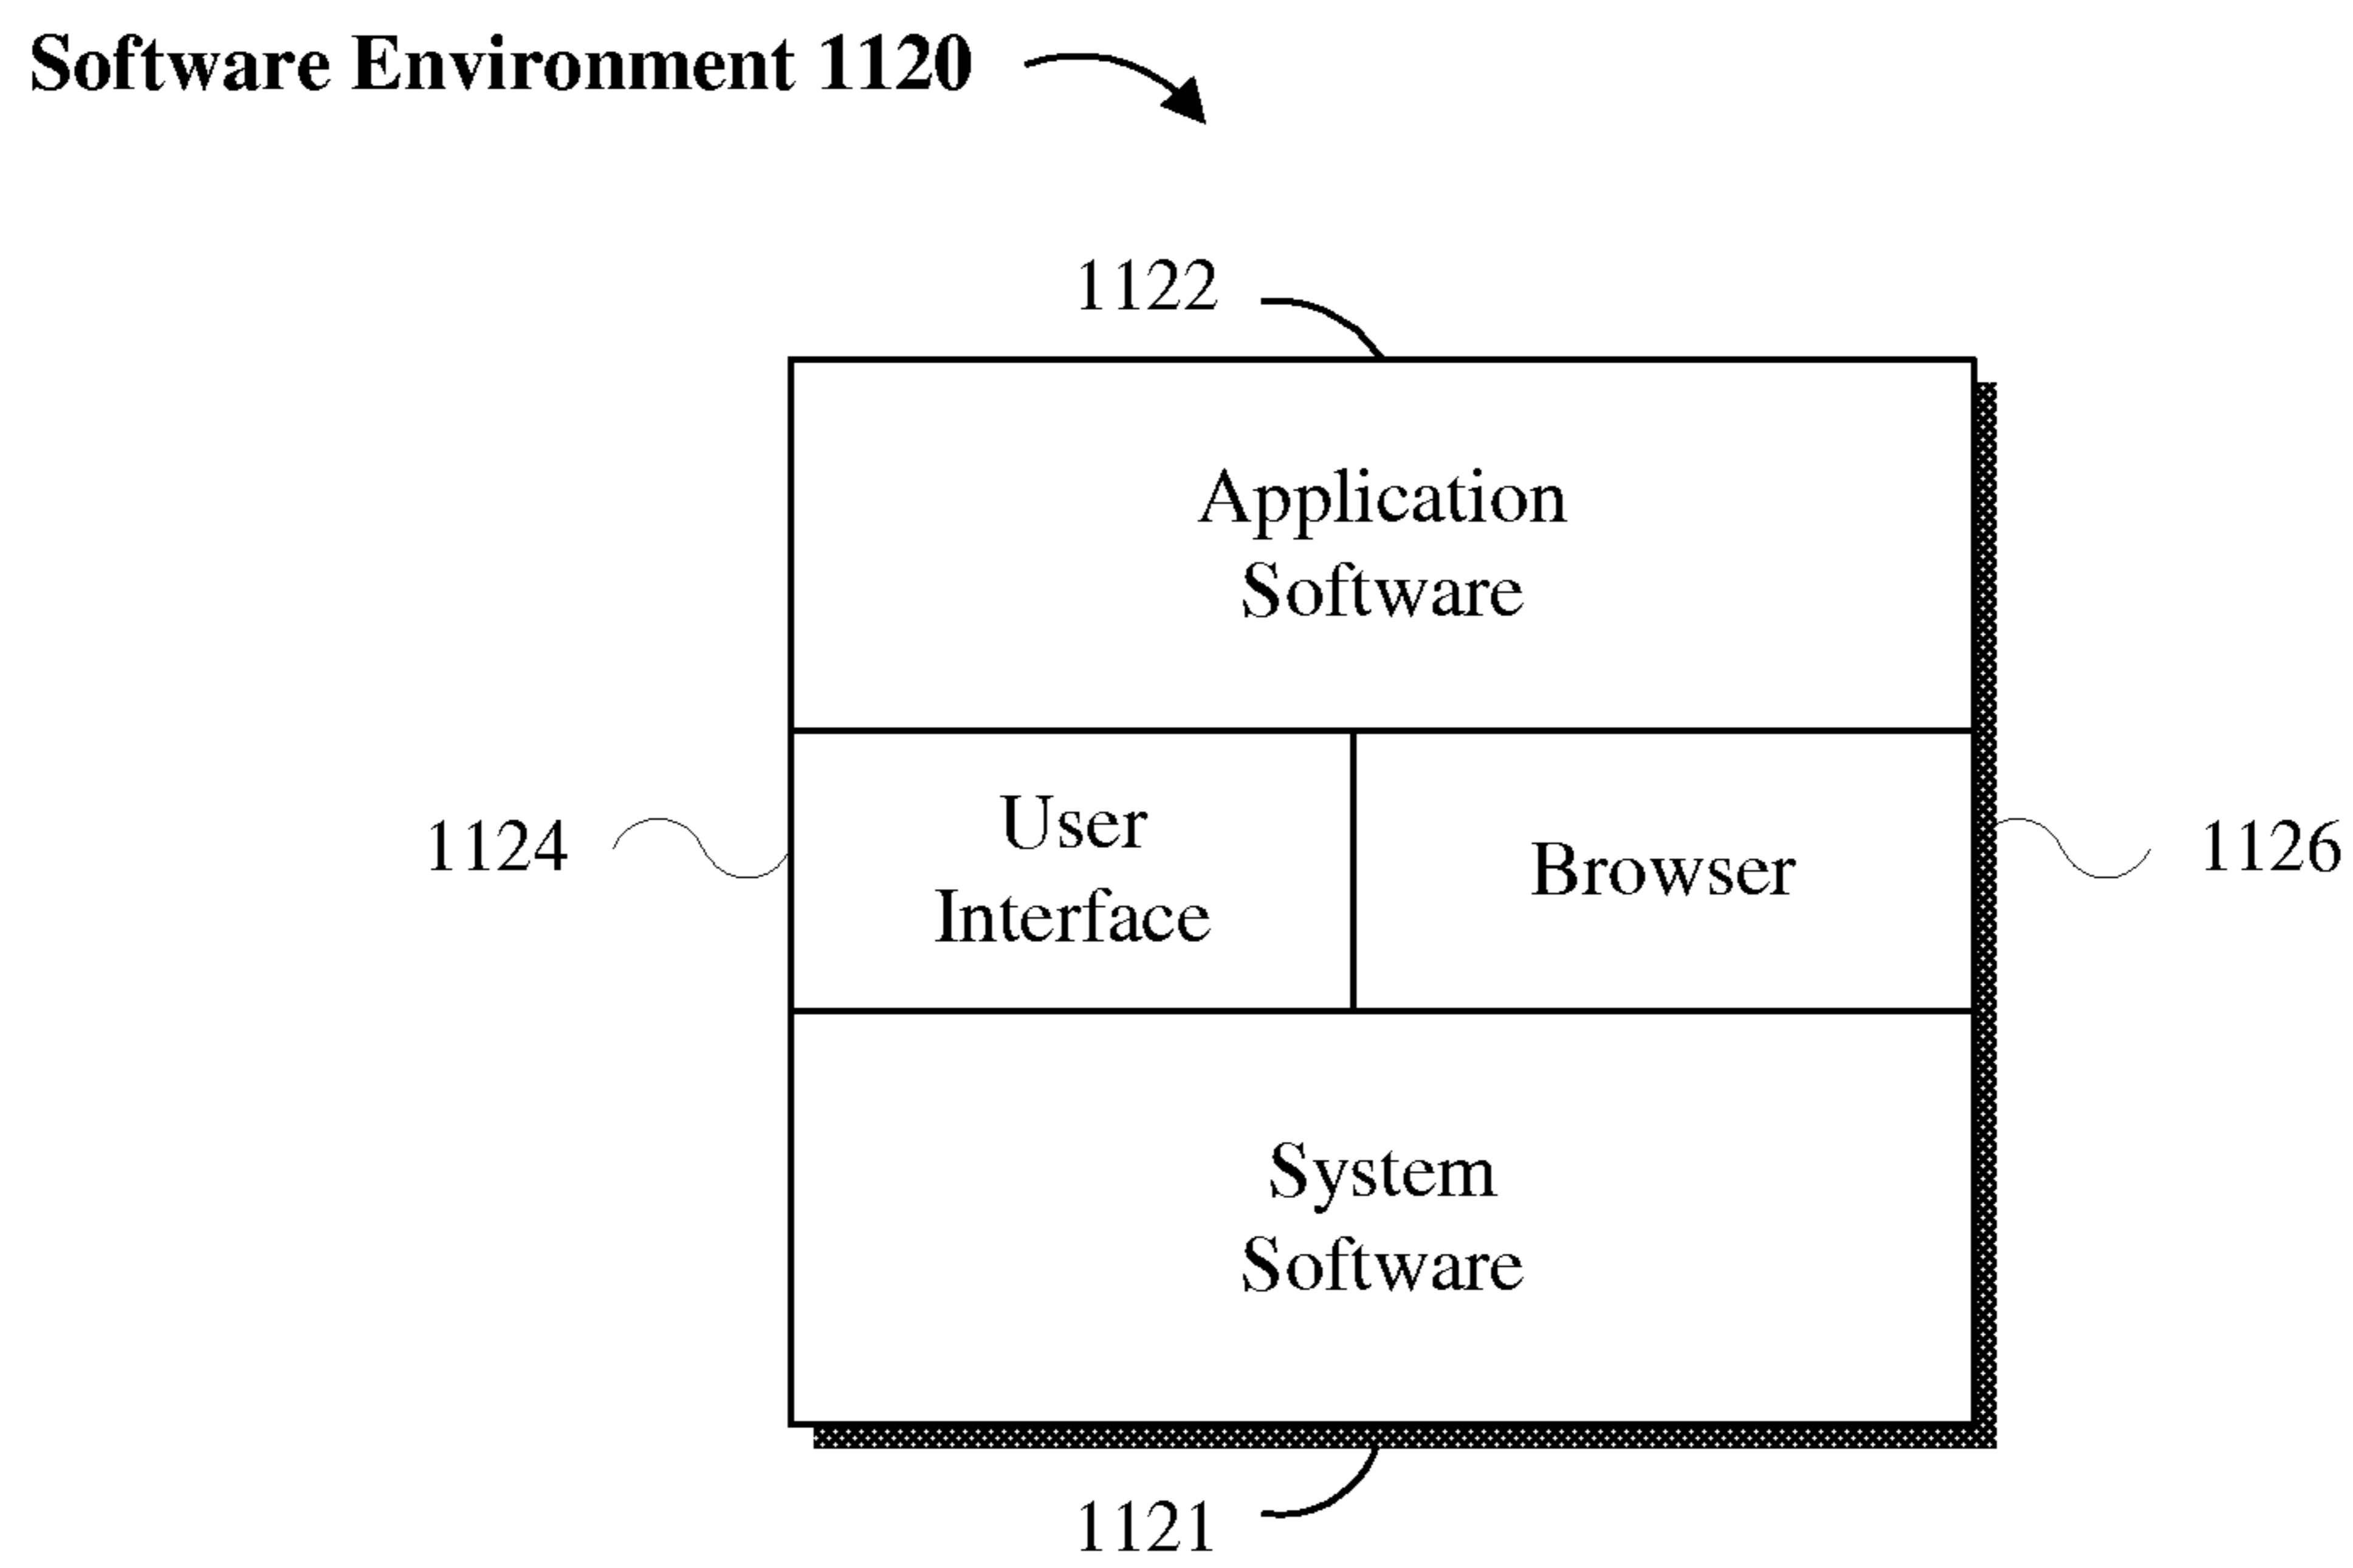 Software Environment 1120
1122
Application
Software
1124
User
Interface
Browser
1126
System
Software
1121